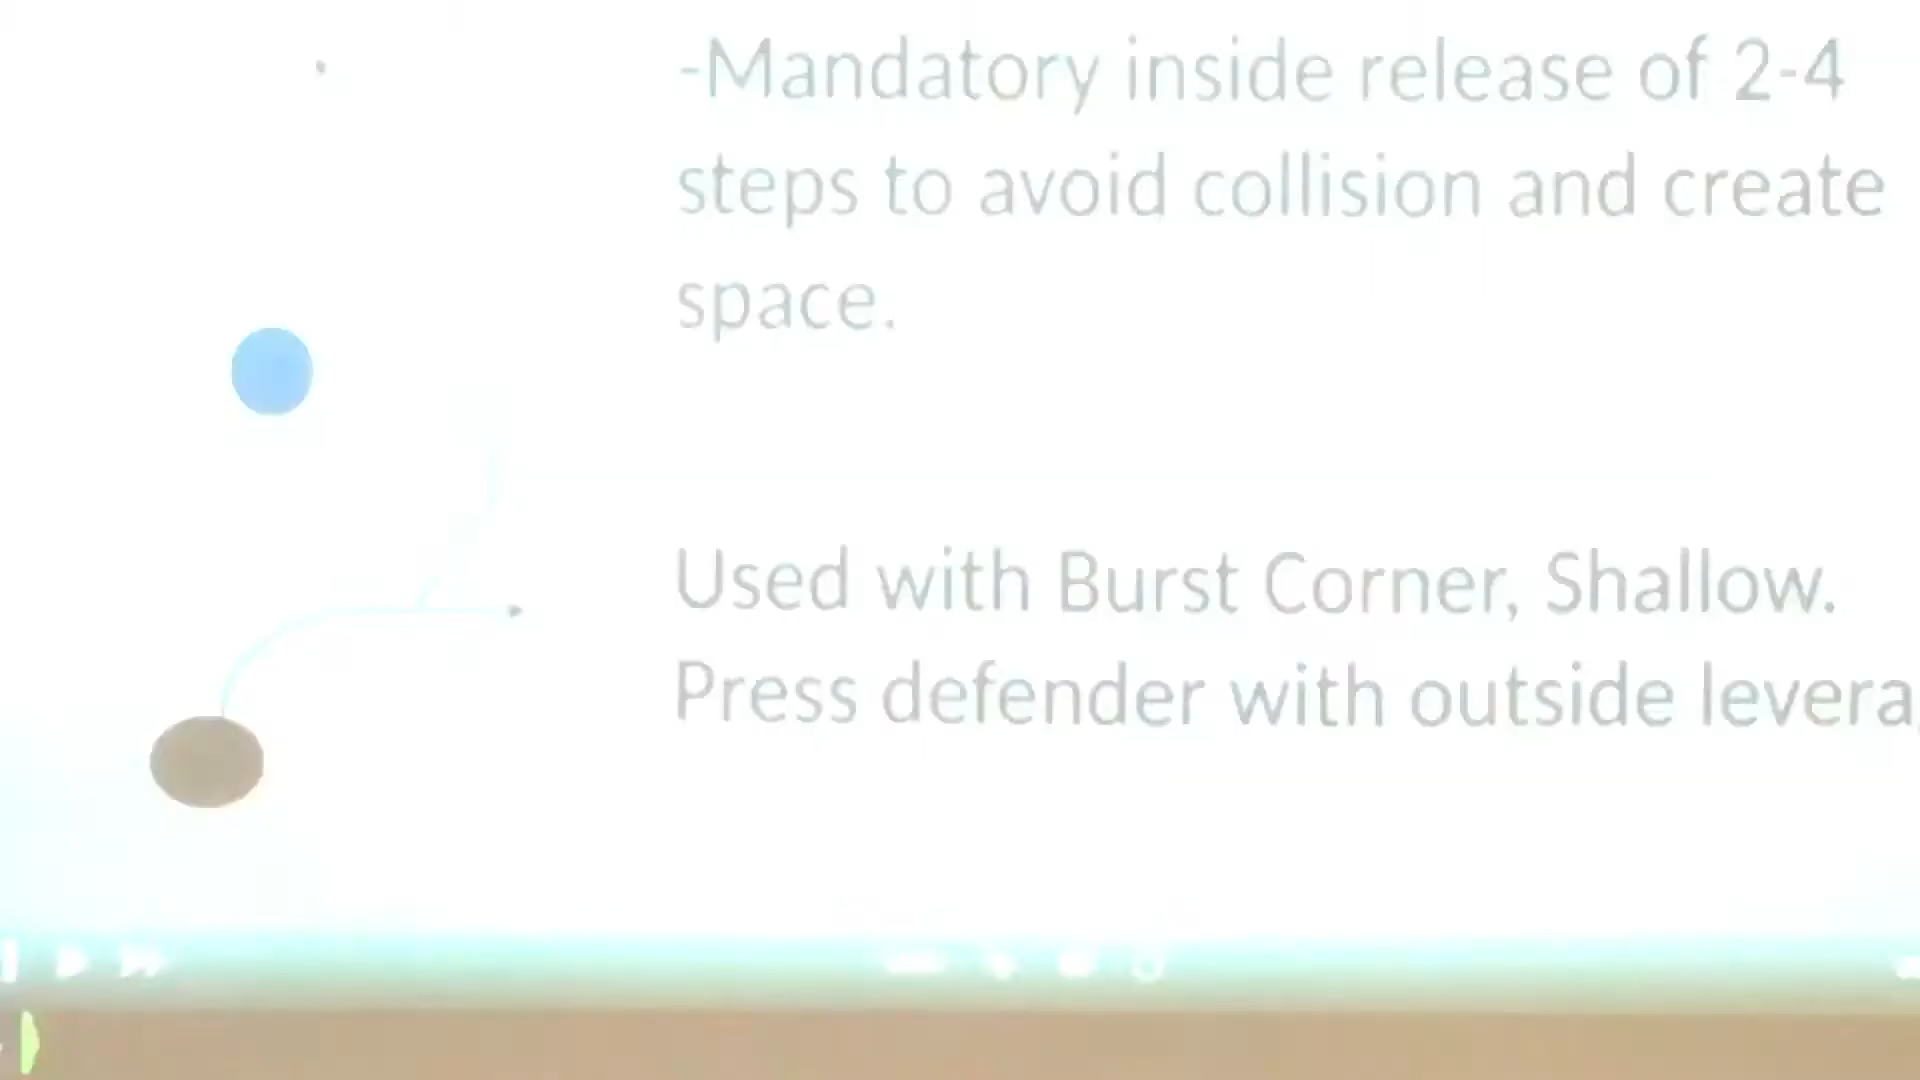 -Mandatory inside release of 2-4
steps to avoid collision and create
space.
Used with Burst Corner, Shallow.
Press defender with outside